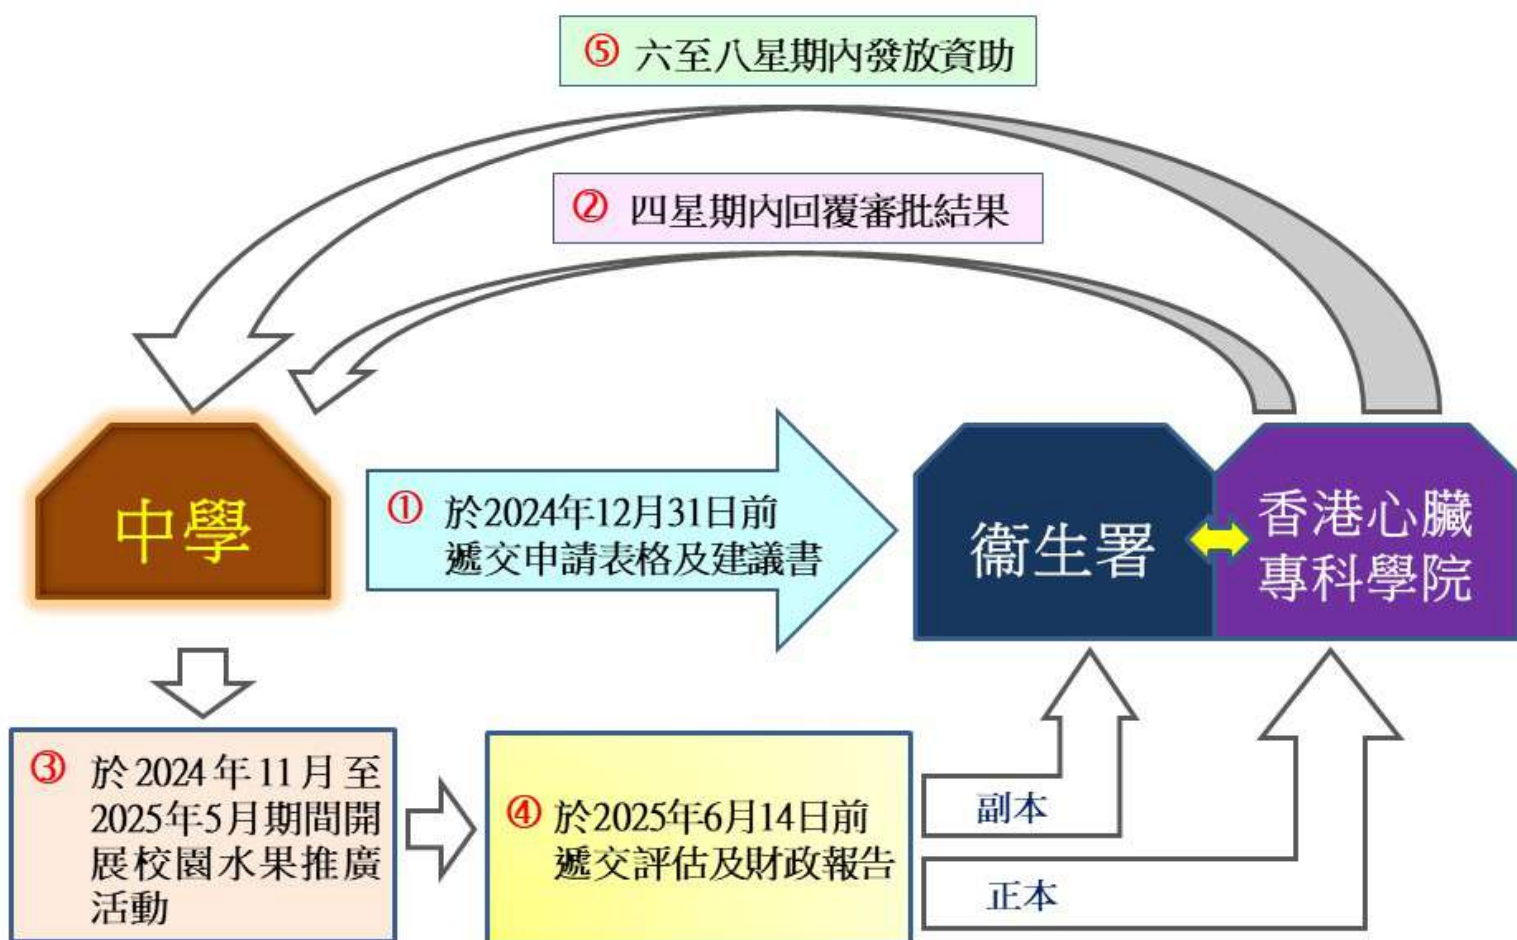 ⑤ 六至八星期內發放資助
② 四星期內回覆審批結果
中學
① 於2024年12月31日前
遞交申請表格及建議書
衞生署
香港心臟
專科學院
③ 於2024年11月至
2025年5月期間開
展校園水果推廣
活動
④ 於2025年6月14日前
遞交評估及財政報告
副本
正本